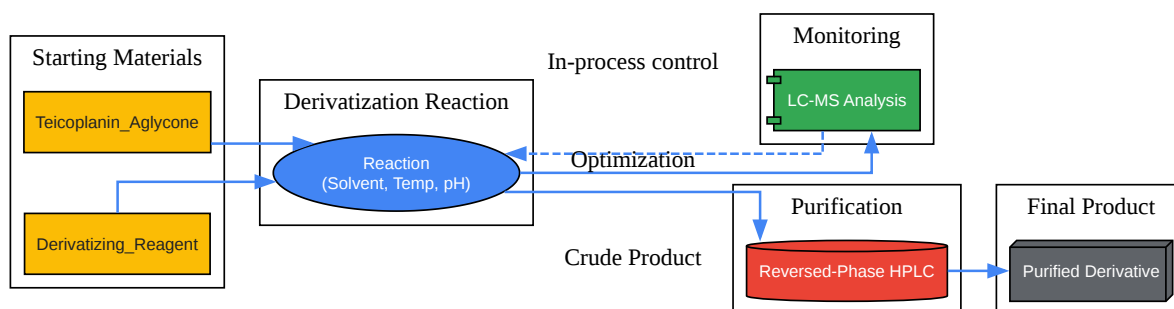 Starting Materials
Teicoplanin_Aglycone
Derivatizing_Reagent
Derivatization Reaction
Reaction
(Solvent, Temp, pH)
In-process control
Optimization
Crude Product
Monitoring
LC-MS Analysis
Purification
Reversed-Phase HPLC
Final Product
Purified Derivative